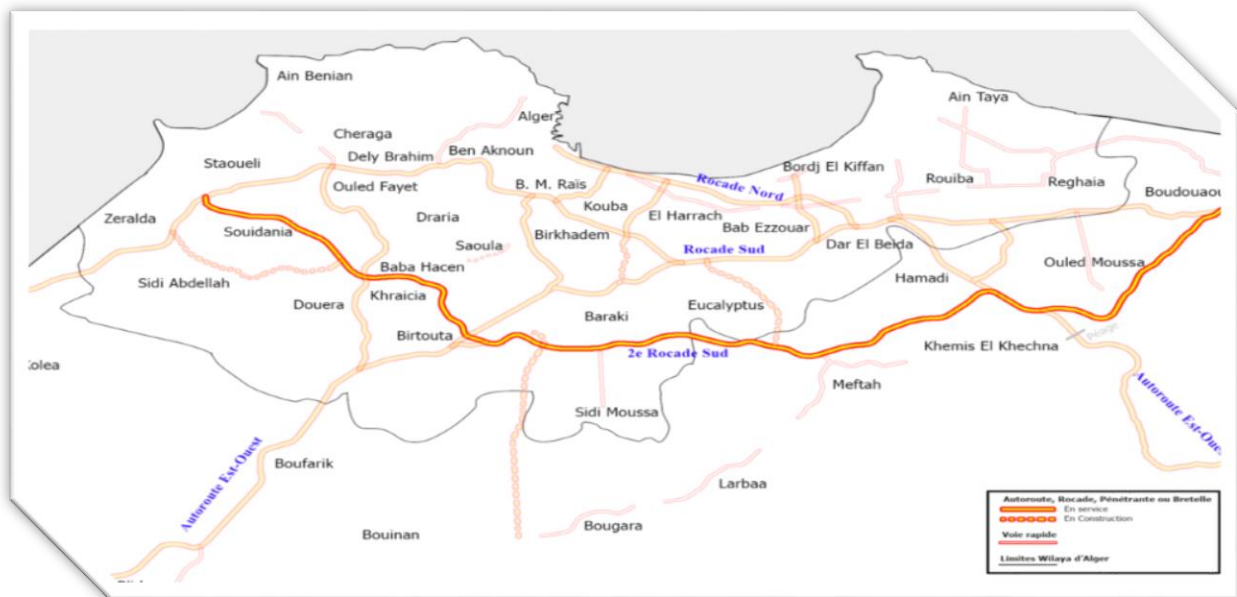 Ain Benian
Ain Taya
Alger
Cheraga
Ben Aknoun
Dely Brahim
Staoueli
Bordj El Kiffan
Rouiba
Reghaia
Boudouaou
Ouled Fayet
B. M. Raïs
Rocade Nord
Kouba
El Harrach
Zeralda
Draria
Bab Ezzouar
Souidania
Birkhadem
Saoula
Rocade Sud
Dar El Beida
Baba Hacen
Ouled Moussa
Sidi Abdellah
Hamadi
Khraicia
Douera
Eucalyptus
Baraki
Birtouta
Péage
Khemis El Khechna
2e Rocade Sud
olea
Meftah
Autoroute Est-Oue
Sidi Moussa
Autoroute Est-Ouest
Boufarik
Larbaa
Bougara
Bouinan
Autoroute, Rocade, Pénétrante ou Bretelle
En service
En Construction
Voie rapide
Limites Wilaya d'Alger